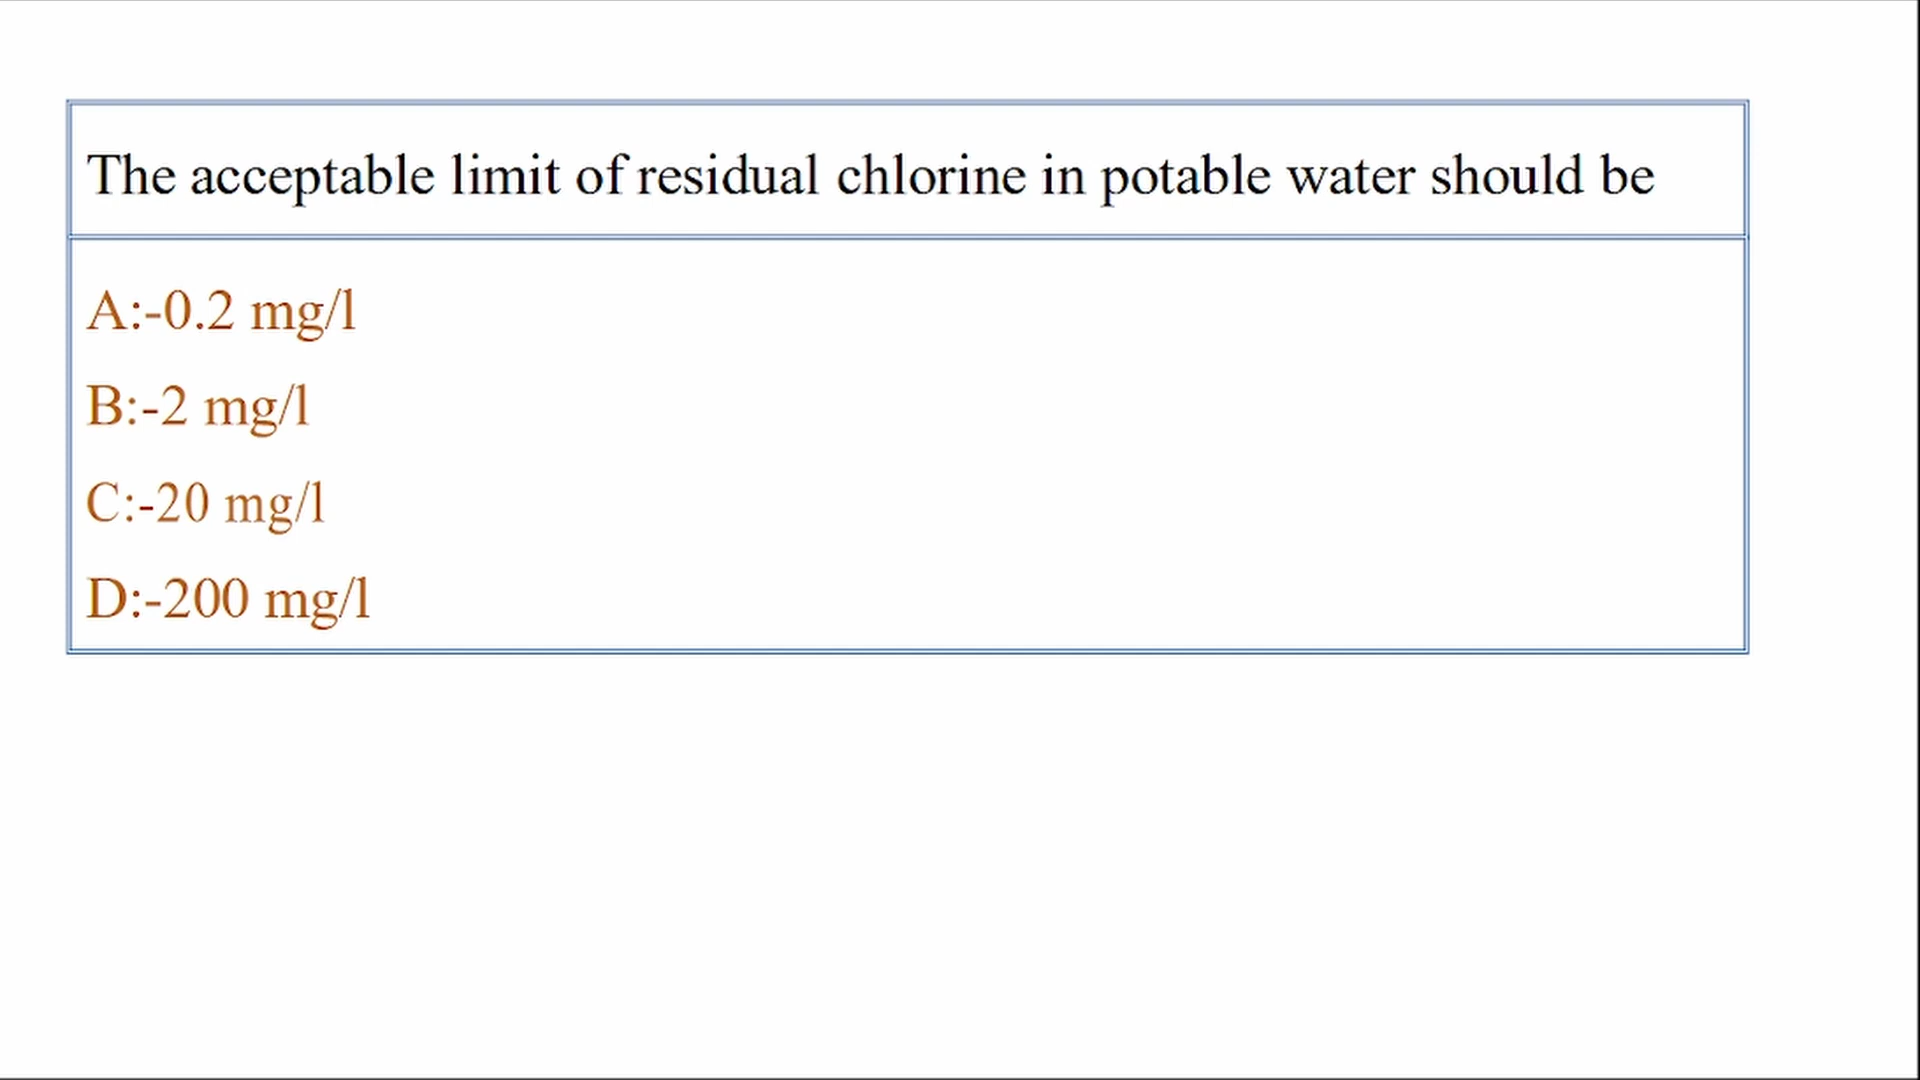 The acceptable limit of residual chlorine in potable water should be
A:-0.2 mg/l
B:-2 mg/l
C:-20 mg/l
D:-200 mg/l